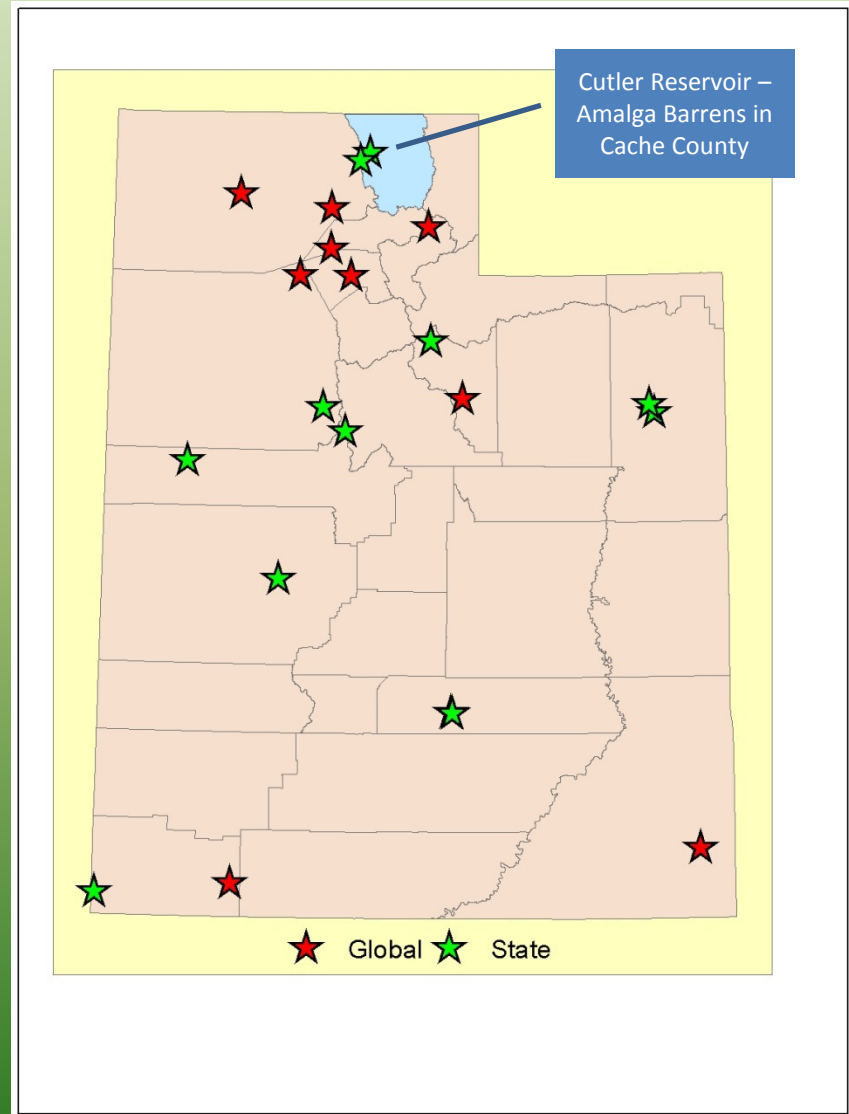 Cutler Reservoir –
Amalga Barrens in
Cache County
Global State